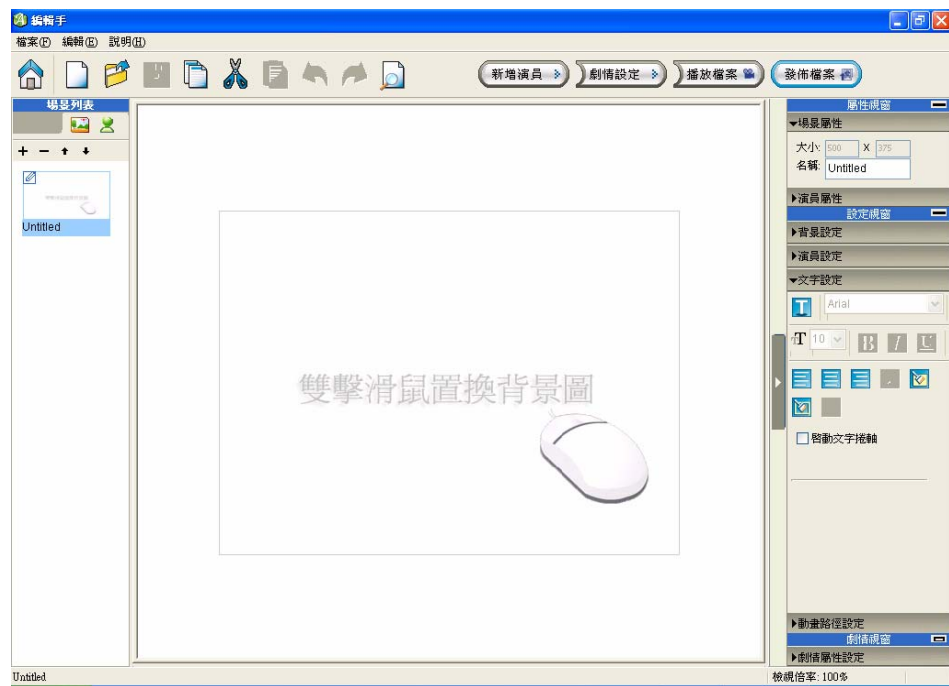 編輯手
檔案(F) 編輯(E) 說明(H)
新增演員 劇情設定 播放檔案 發佈檔案
場景列表
Untitled
雙擊滑鼠置換背景圖
屬性視窗
場景屬性
大小: 500 X 375
名稱: Untitled
演員屬性
設定視窗
背景設定
演員設定
文字設定
T Arial
T 10 B I U
啓動文字捲軸
動畫路徑設定
劇情視窗
劇情屬性設定
Untitled
檢視倍率: 100%